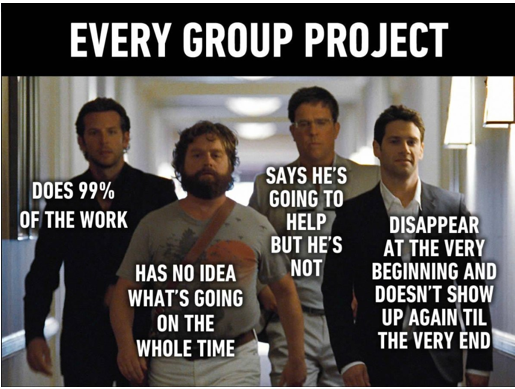 EVERY GROUP PROJECT
DOES 99%
OF THE WORK
HAS NO IDEA
WHAT'S GOING
ON THE
WHOLE TIME
SAYS HE'S
GOING TO
HELP
BUT HE'S
NOT
DISAPPEAR
AT THE VERY
BEGINNING AND
DOESN'T SHOW
UP AGAIN TIL
THE VERY END